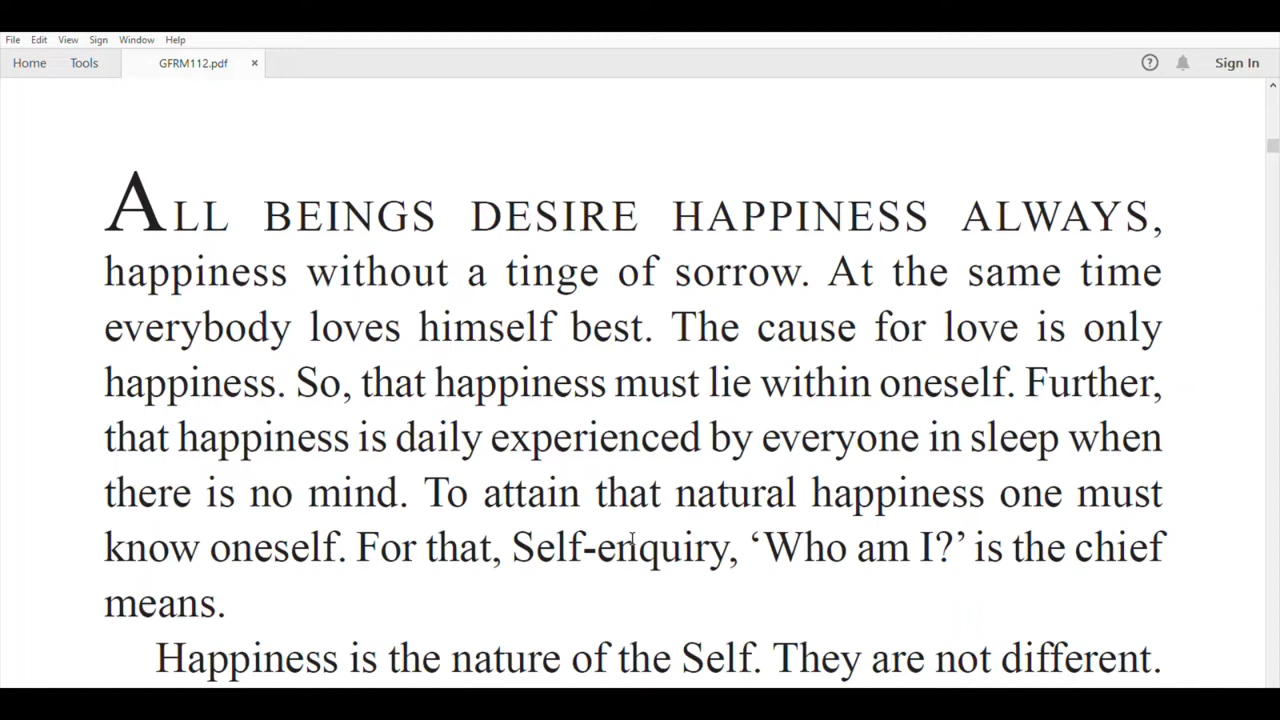 File Edit View Sign Window Help
Home Tools GFRM112.pdf × ? Sign In
ALL BEINGS DESIRE HAPPINESS ALWAYS,
happiness without a tinge of sorrow. At the same time
everybody loves himself best. The cause for love is only
happiness. So, that happiness must lie within oneself. Further,
that happiness is daily experienced by everyone in sleep when
there is no mind. To attain that natural happiness one must
know oneself. For that, Self-enquiry, ‘Who am I?’ is the chief
means.
Happiness is the nature of the Self. They are not different.